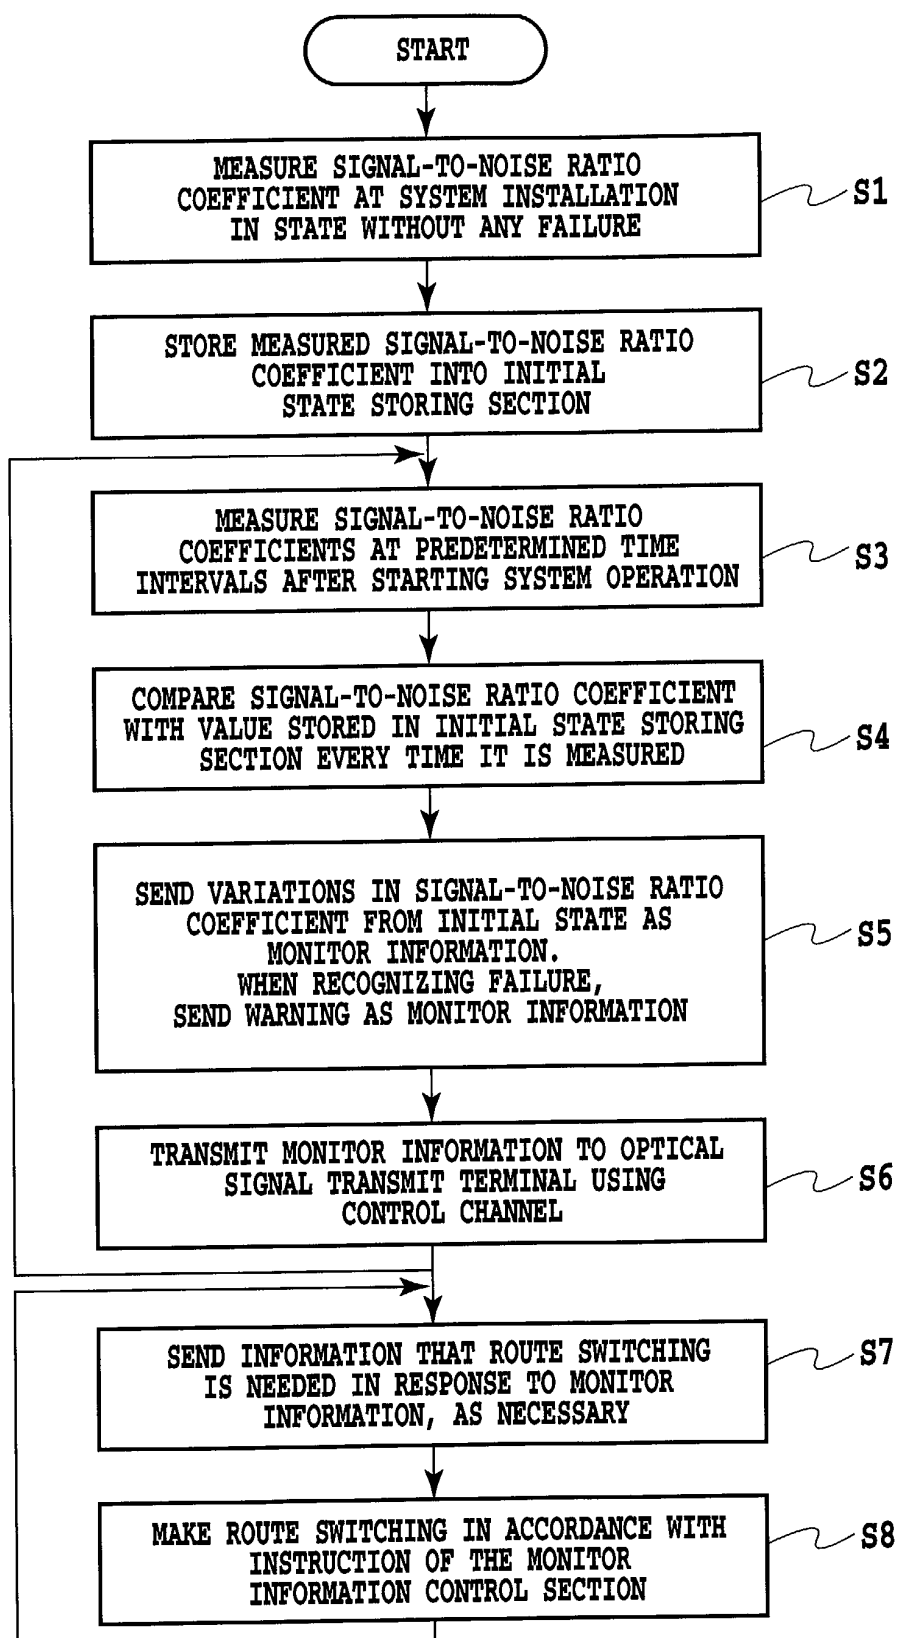 START
MEASURE SIGNAL-TO-NOISE RATIO
COEFFICIENT AT SYSTEM INSTALLATION
IN STATE WITHOUT ANY FAILURE
S1
STORE MEASURED SIGNAL-TO-NOISE RATIO
COEFFICIENT INTO INITIAL
STATE STORING SECTION
S2
MEASURE SIGNAL-TO-NOISE RATIO
COEFFICIENTS AT PREDETERMINED TIME
INTERVALS AFTER STARTING SYSTEM OPERATION
S3
COMPARE SIGNAL-TO-NOISE RATIO COEFFICIENT
WITH VALUE STORED IN INITIAL STATE STORING
SECTION EVERY TIME IT IS MEASURED
S4
SEND VARIATIONS IN SIGNAL-TO-NOISE RATIO
COEFFICIENT FROM INITIAL STATE AS
MONITOR INFORMATION.
WHEN RECOGNIZING FAILURE,
SEND WARNING AS MONITOR INFORMATION
S5
TRANSMIT MONITOR INFORMATION TO OPTICAL
SIGNAL TRANSMIT TERMINAL USING
CONTROL CHANNEL
S6
SEND INFORMATION THAT ROUTE SWITCHING
IS NEEDED IN RESPONSE TO MONITOR
INFORMATION, AS NECESSARY
S7
MAKE ROUTE SWITCHING IN ACCORDANCE WITH
INSTRUCTION OF THE MONITOR
INFORMATION CONTROL SECTION
S8